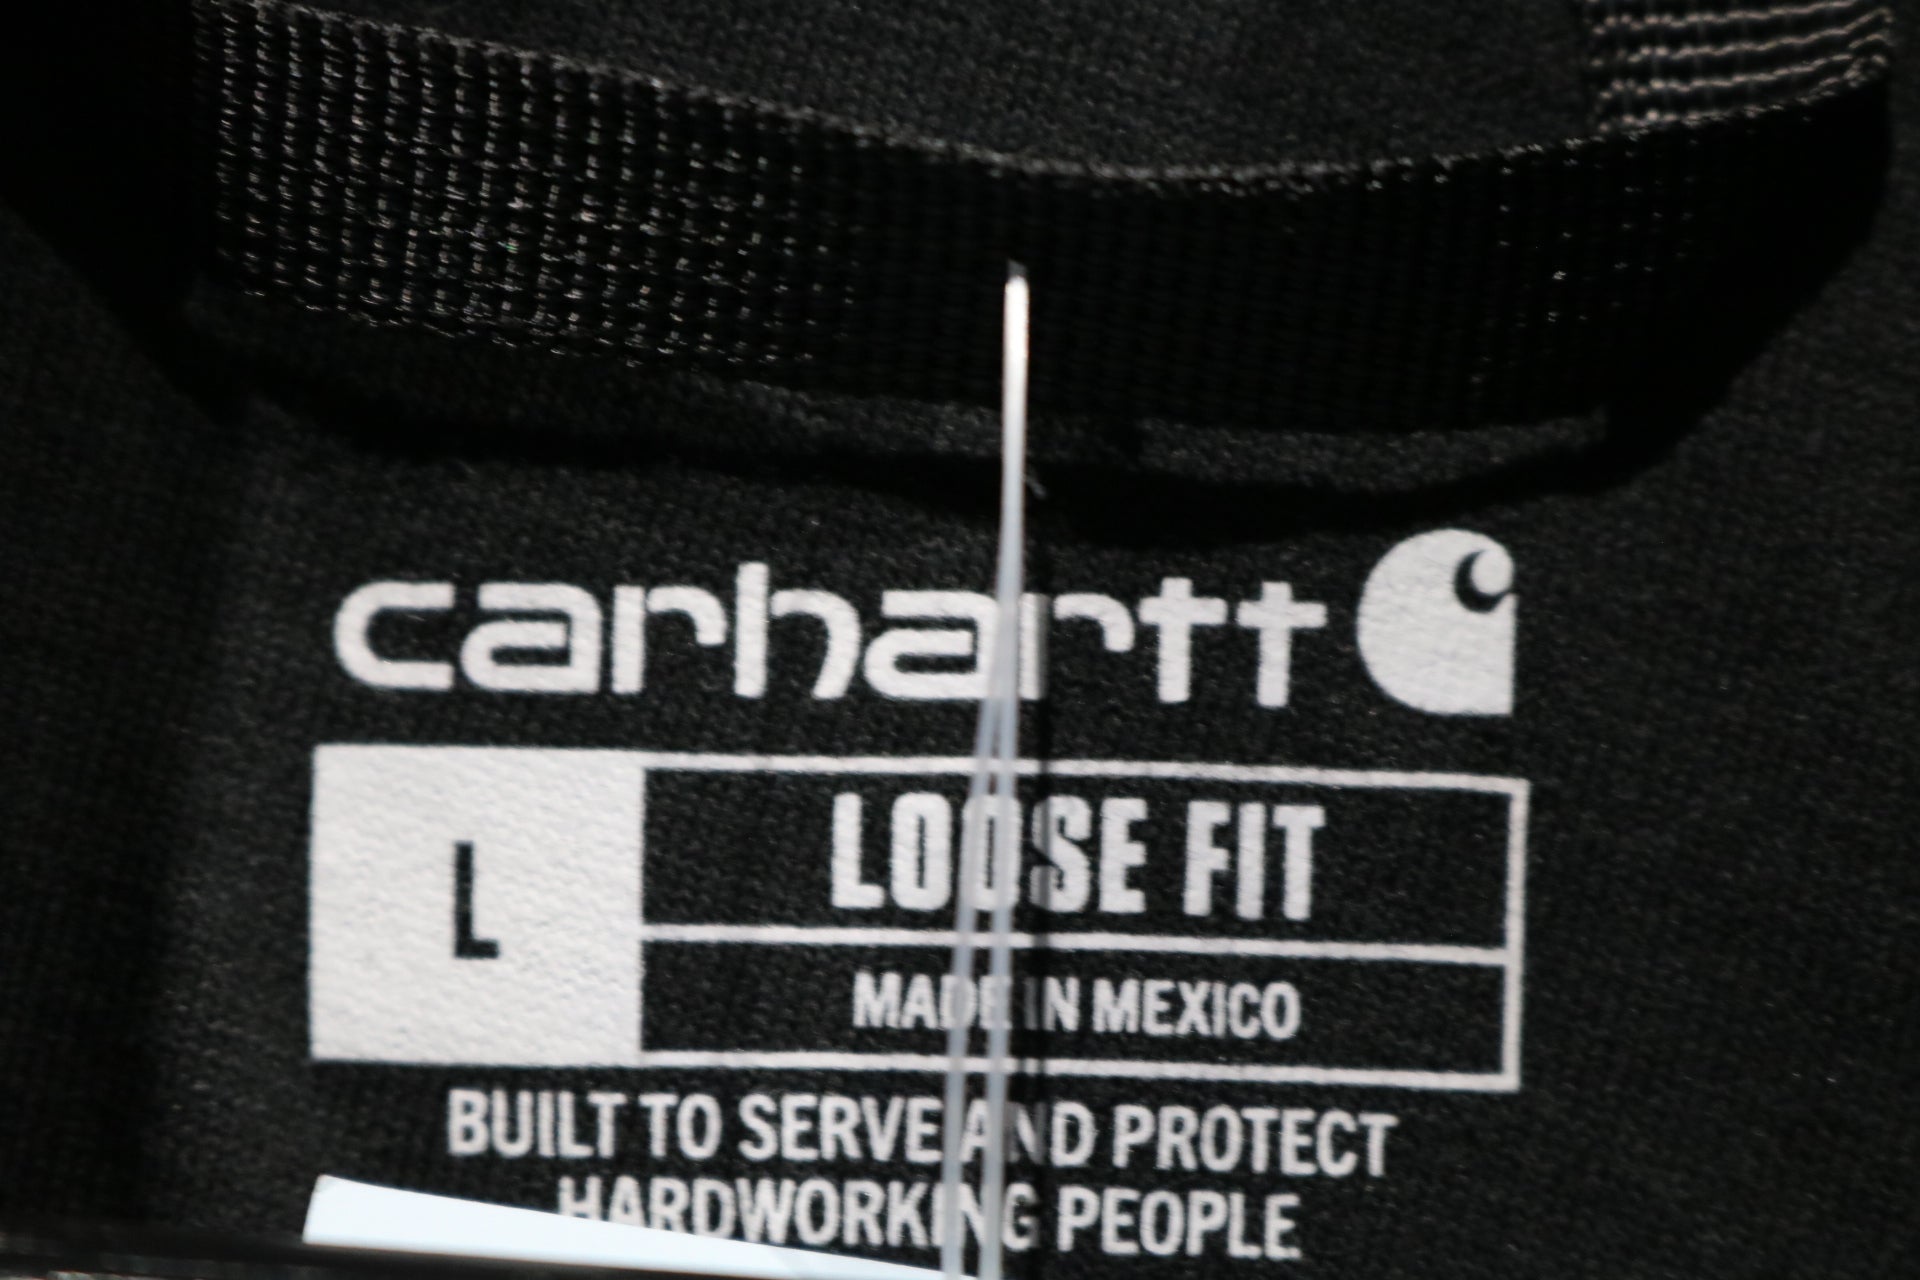 carhartt
L
LOOSE FIT
MADE IN MEXICO
BUILT TO SERVE AND PROTECT
HARDWORKING PEOPLE